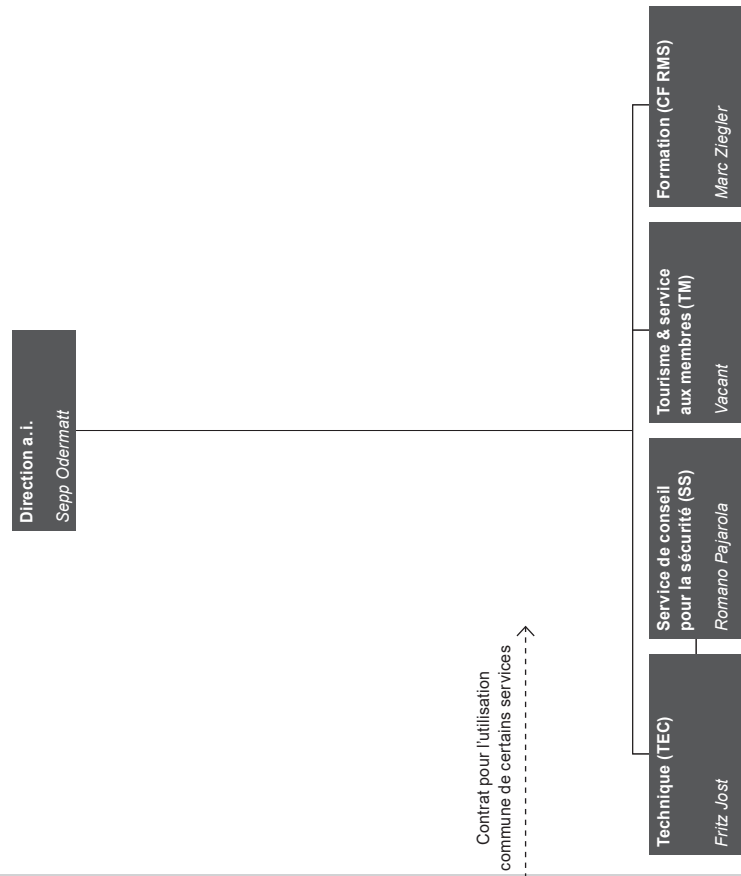 Direction a.i.
Sepp Odermatt
Contrat pour l'utilisation
commune de certains services
Technique (TEC)
Fritz Jost
Service de conseil
pour la sécurité (SS)
Romano Pajarola
Tourisme & service
aux membres (TM)
Vacant
Formation (CF RMS)
Marc Ziegler